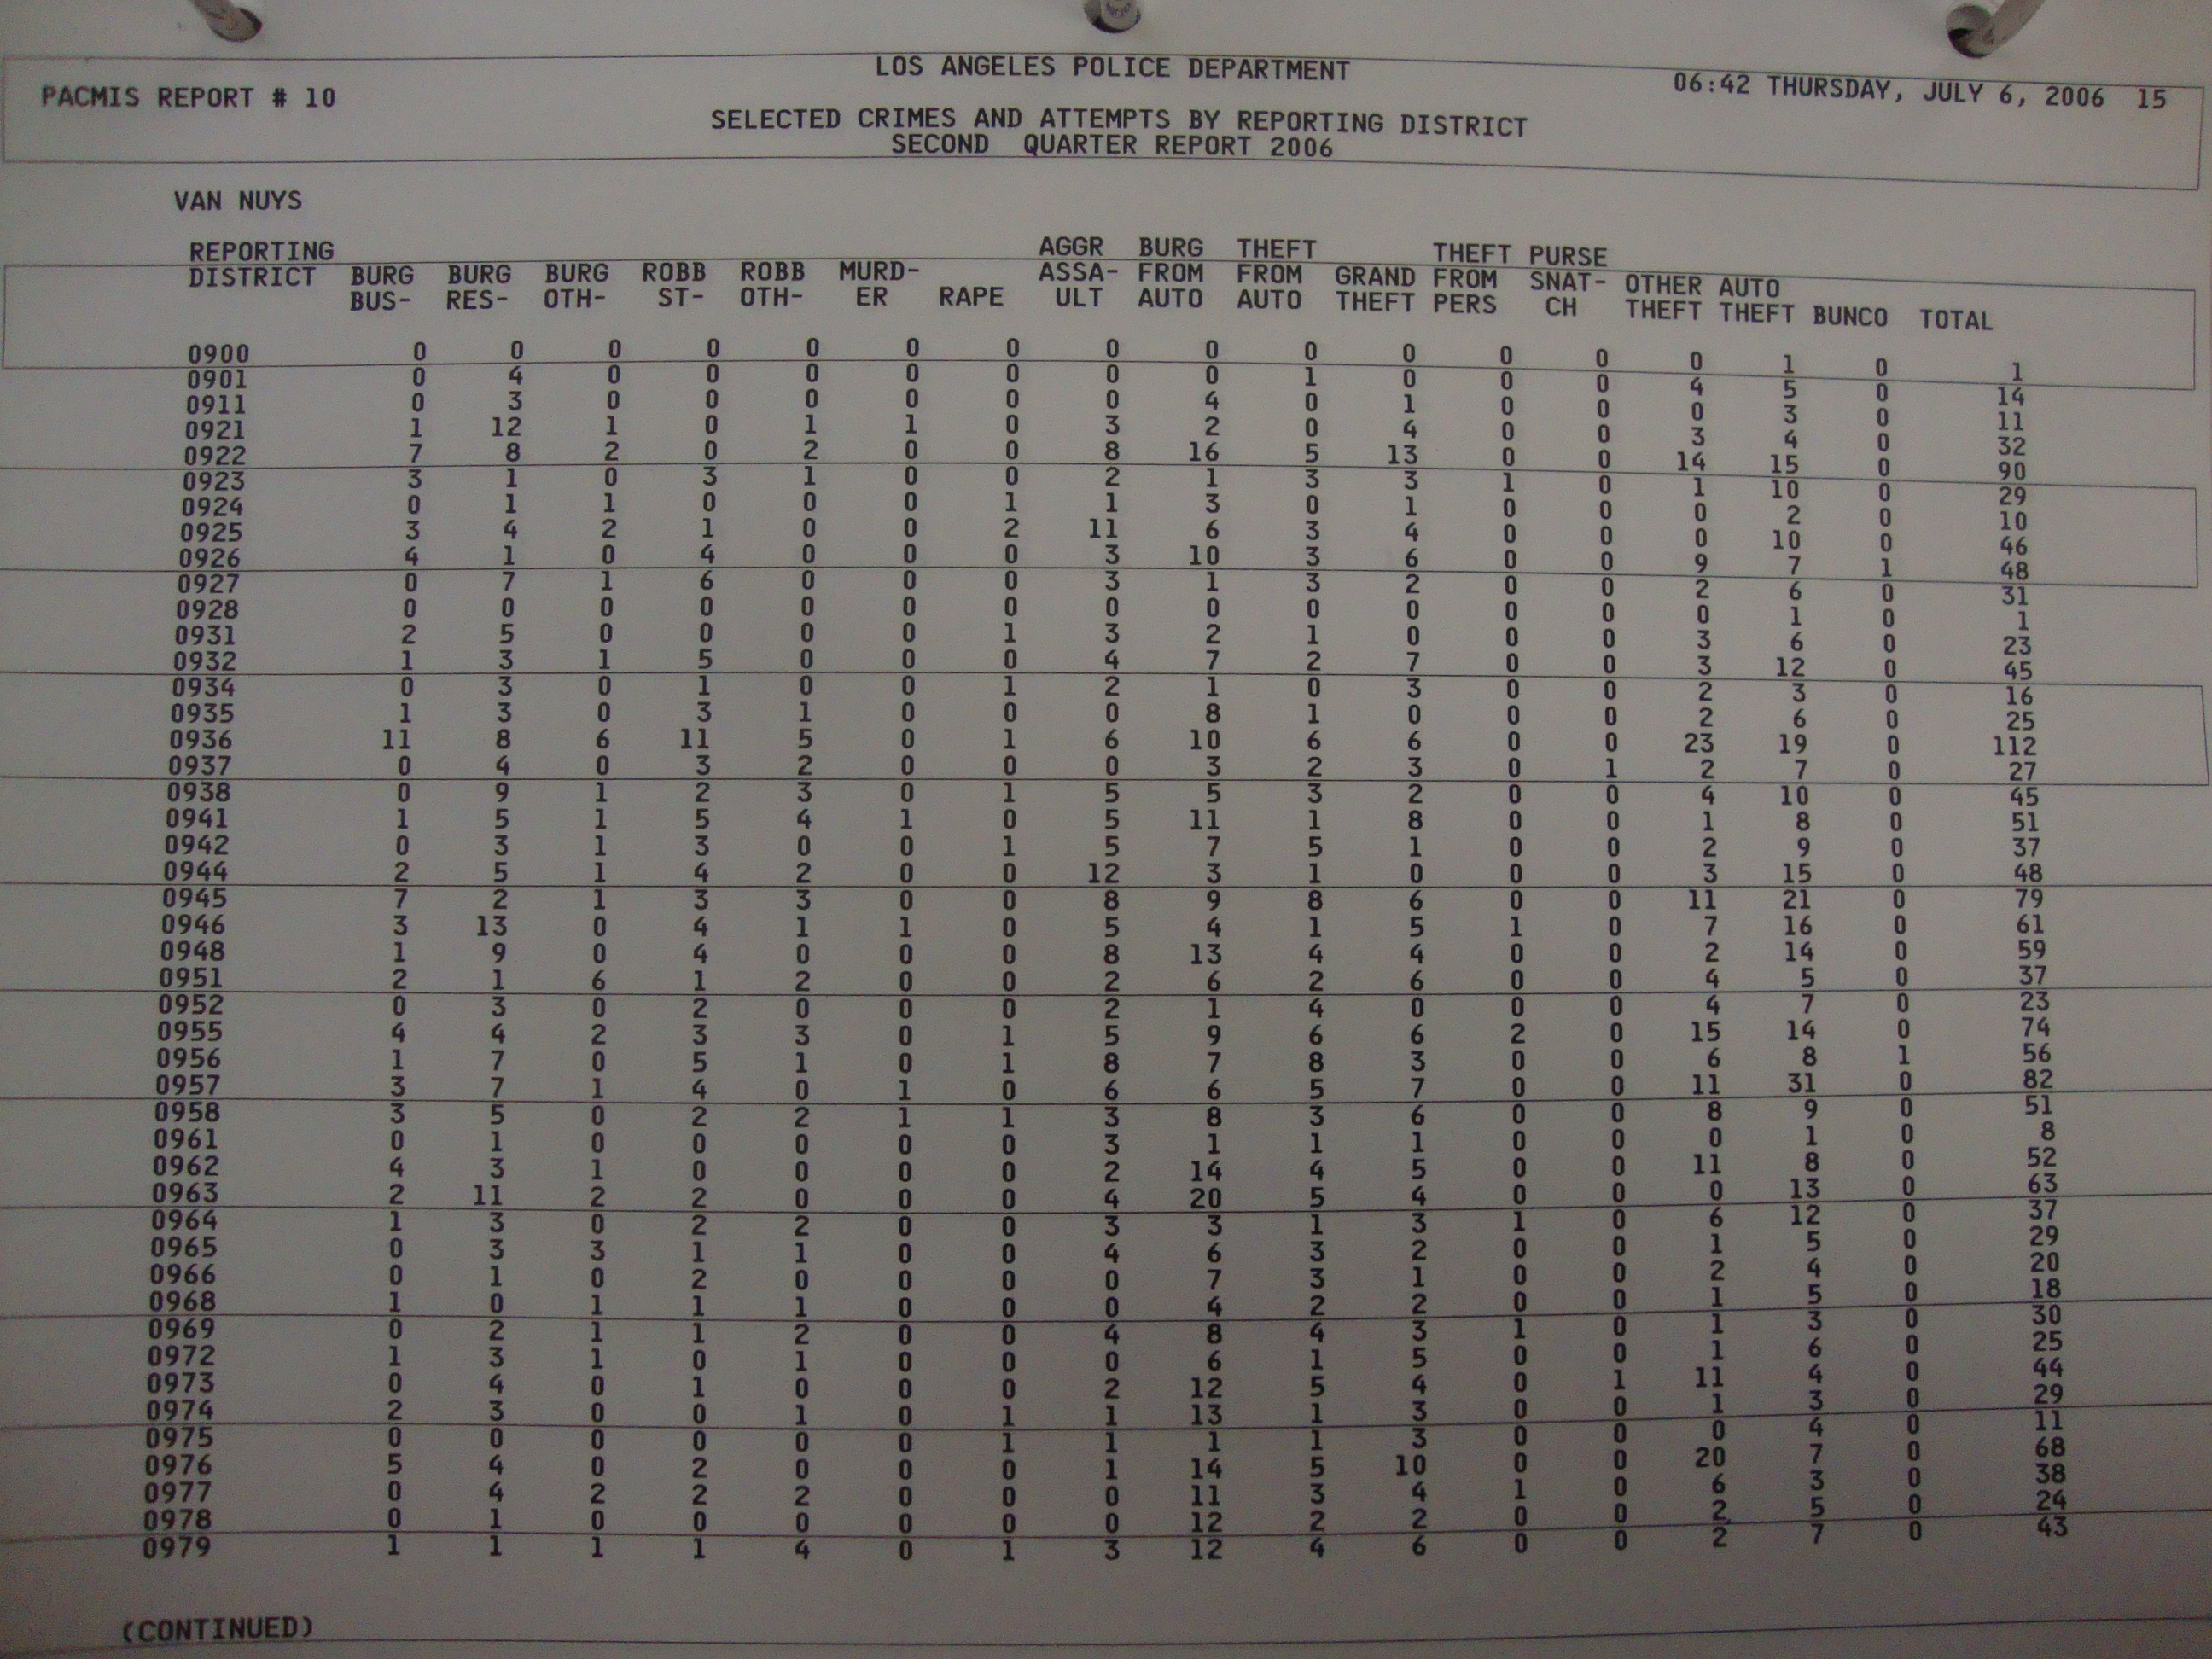 LOS ANGELES POLICE DEPARTMENT
PACMIS REPORT # 10 06:42 THURSDAY, JULY 6, 2006 15
SELECTED CRIMES AND ATTEMPTS BY REPORTING DISTRICT
SECOND QUARTER REPORT 2006
VAN NUYS
REPORTING AGGR BURG THEFT THEFT PURSE
DISTRICT BURG BURG BURG ROBB ROBB MURD- ASSA- FROM FROM GRAND FROM SNAT- OTHER AUTO
BUS- RES- OTH- ST- OTH- ER RAPE ULT AUTO AUTO THEFT PERS CH THEFT THEFT BUNCO TOTAL
0900 0 0 0 0 0 0 0 0 0 0 0 0 0 0 1 0 1
0901 0 4 0 0 0 0 0 0 0 1 0 0 0 4 5 0 14
0911 0 3 0 0 0 0 0 0 4 0 1 0 0 0 3 0 11
0921 1 12 1 0 1 1 0 3 2 0 4 0 0 3 4 0 32
0922 7 8 2 0 2 0 0 8 16 5 13 0 0 14 15 0 90
0923 3 1 0 3 1 0 0 2 1 3 3 1 0 1 10 0 29
0924 0 1 1 0 0 0 1 1 3 0 1 0 0 0 2 0 10
0925 3 4 2 1 0 0 2 11 6 3 4 0 0 0 10 0 46
0926 4 1 0 4 0 0 0 3 10 3 6 0 0 9 7 1 48
0927 0 7 1 6 0 0 0 3 1 3 2 0 0 2 6 0 31
0928 0 0 0 0 0 0 0 0 0 0 0 0 0 0 1 0 1
0931 2 5 0 0 0 0 1 3 2 1 0 0 0 3 6 0 23
0932 1 3 1 5 0 0 0 4 7 2 7 0 0 3 12 0 45
0934 0 3 0 1 0 0 1 2 1 0 3 0 0 2 3 0 16
0935 1 3 0 3 1 0 0 0 8 1 0 0 0 2 6 0 25
0936 11 8 6 11 5 0 1 6 10 6 6 0 0 23 19 0 112
0937 0 4 0 3 2 0 0 0 3 2 3 0 1 2 7 0 27
0938 0 9 1 2 3 0 1 5 5 3 2 0 0 4 10 0 45
0941 1 5 1 5 4 1 0 5 11 1 8 0 0 1 8 0 51
0942 0 3 1 3 0 0 1 5 7 5 1 0 0 2 9 0 37
0944 2 5 1 4 2 0 0 12 3 1 0 0 0 3 15 0 48
0945 7 2 1 3 3 0 0 8 9 8 6 0 0 11 21 0 79
0946 3 13 0 4 1 1 0 5 4 1 5 1 0 7 16 0 61
0948 1 9 0 4 0 0 0 8 13 4 4 0 0 2 14 0 59
0951 2 1 6 1 2 0 0 2 6 2 6 0 0 4 5 0 37
0952 0 3 0 2 0 0 0 2 1 4 0 0 0 4 7 0 23
0955 4 4 2 3 3 0 1 5 9 6 6 2 0 15 14 0 74
0956 1 7 0 5 1 0 1 8 7 8 3 0 0 6 8 1 56
0957 3 7 1 4 0 1 0 6 6 5 7 0 0 11 31 0 82
0958 3 5 0 2 2 1 1 3 8 3 6 0 0 8 9 0 51
0961 0 1 0 0 0 0 0 3 1 1 1 0 0 0 1 0 8
0962 4 3 1 0 0 0 0 2 14 4 5 0 0 11 8 0 52
0963 2 11 2 2 0 0 0 4 20 5 4 0 0 0 13 0 63
0964 1 3 0 2 2 0 0 3 3 1 3 1 0 6 12 0 37
0965 0 3 3 1 1 0 0 4 6 3 2 0 0 1 5 0 29
0966 0 1 0 2 0 0 0 0 7 3 1 0 0 2 4 0 20
0968 1 0 1 1 1 0 0 0 4 2 2 0 0 1 5 0 18
0969 0 2 1 1 2 0 0 4 8 4 3 1 0 1 3 0 30
0972 1 3 1 0 1 0 0 0 6 1 5 0 0 1 6 0 25
0973 0 4 0 1 0 0 0 2 12 5 4 0 1 11 4 0 44
0974 2 3 0 0 1 0 1 1 13 1 3 0 0 1 3 0 29
0975 0 0 0 0 0 0 1 1 1 1 3 0 0 0 4 0 11
0976 5 4 0 2 0 0 0 1 14 5 10 0 0 20 7 0 68
0977 0 4 2 2 2 0 0 0 11 3 4 1 0 6 3 0 38
0978 0 1 0 0 0 0 0 0 12 2 2 0 0 2 5 0 24
0979 1 1 1 1 4 0 1 3 12 4 6 0 0 2 7 0 43
(CONTINUED)